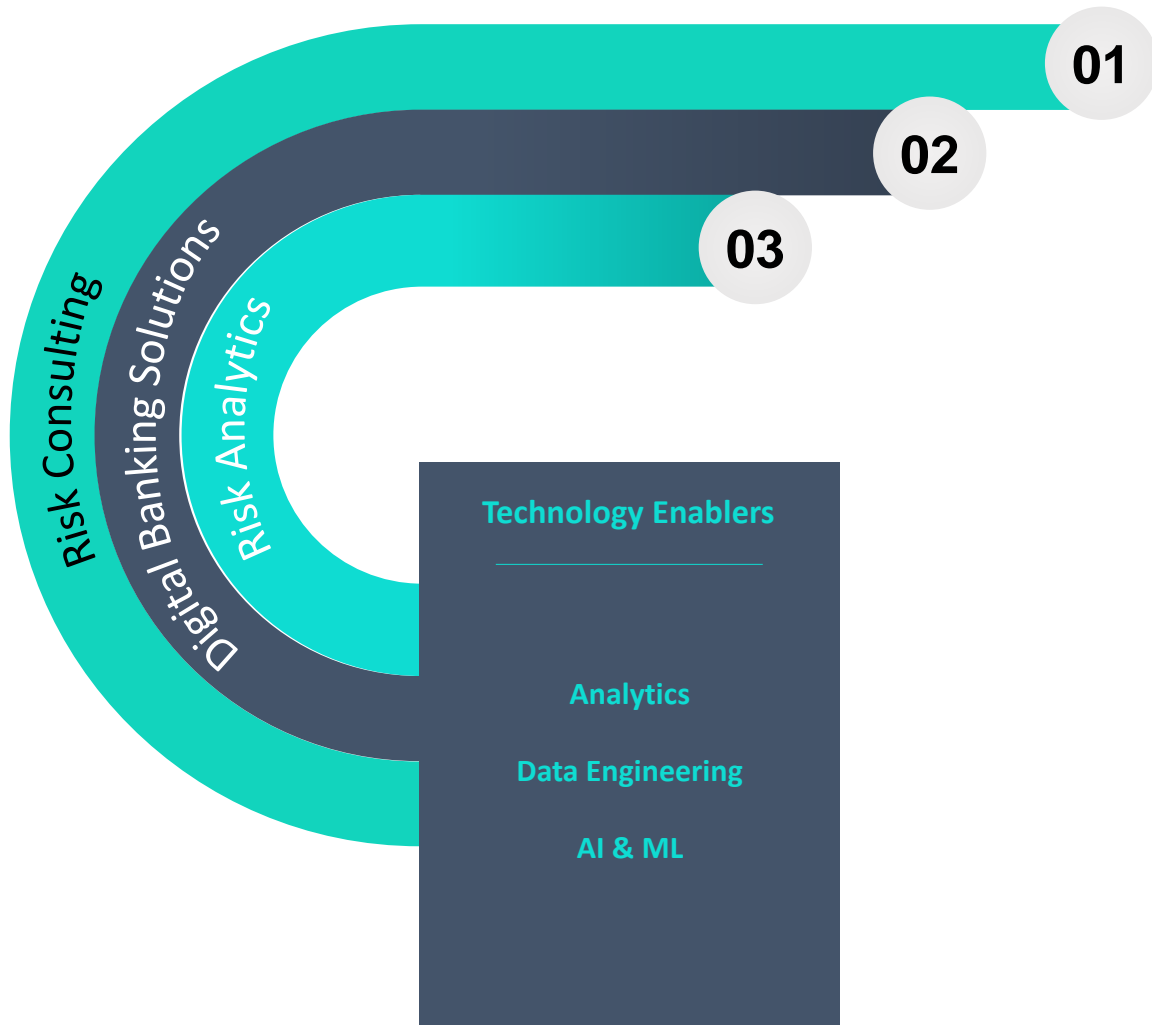 01
02
03
Risk Consulting
Digital Banking Solutions
Risk Analytics
Technology Enablers
Analytics
Data Engineering
AI & ML